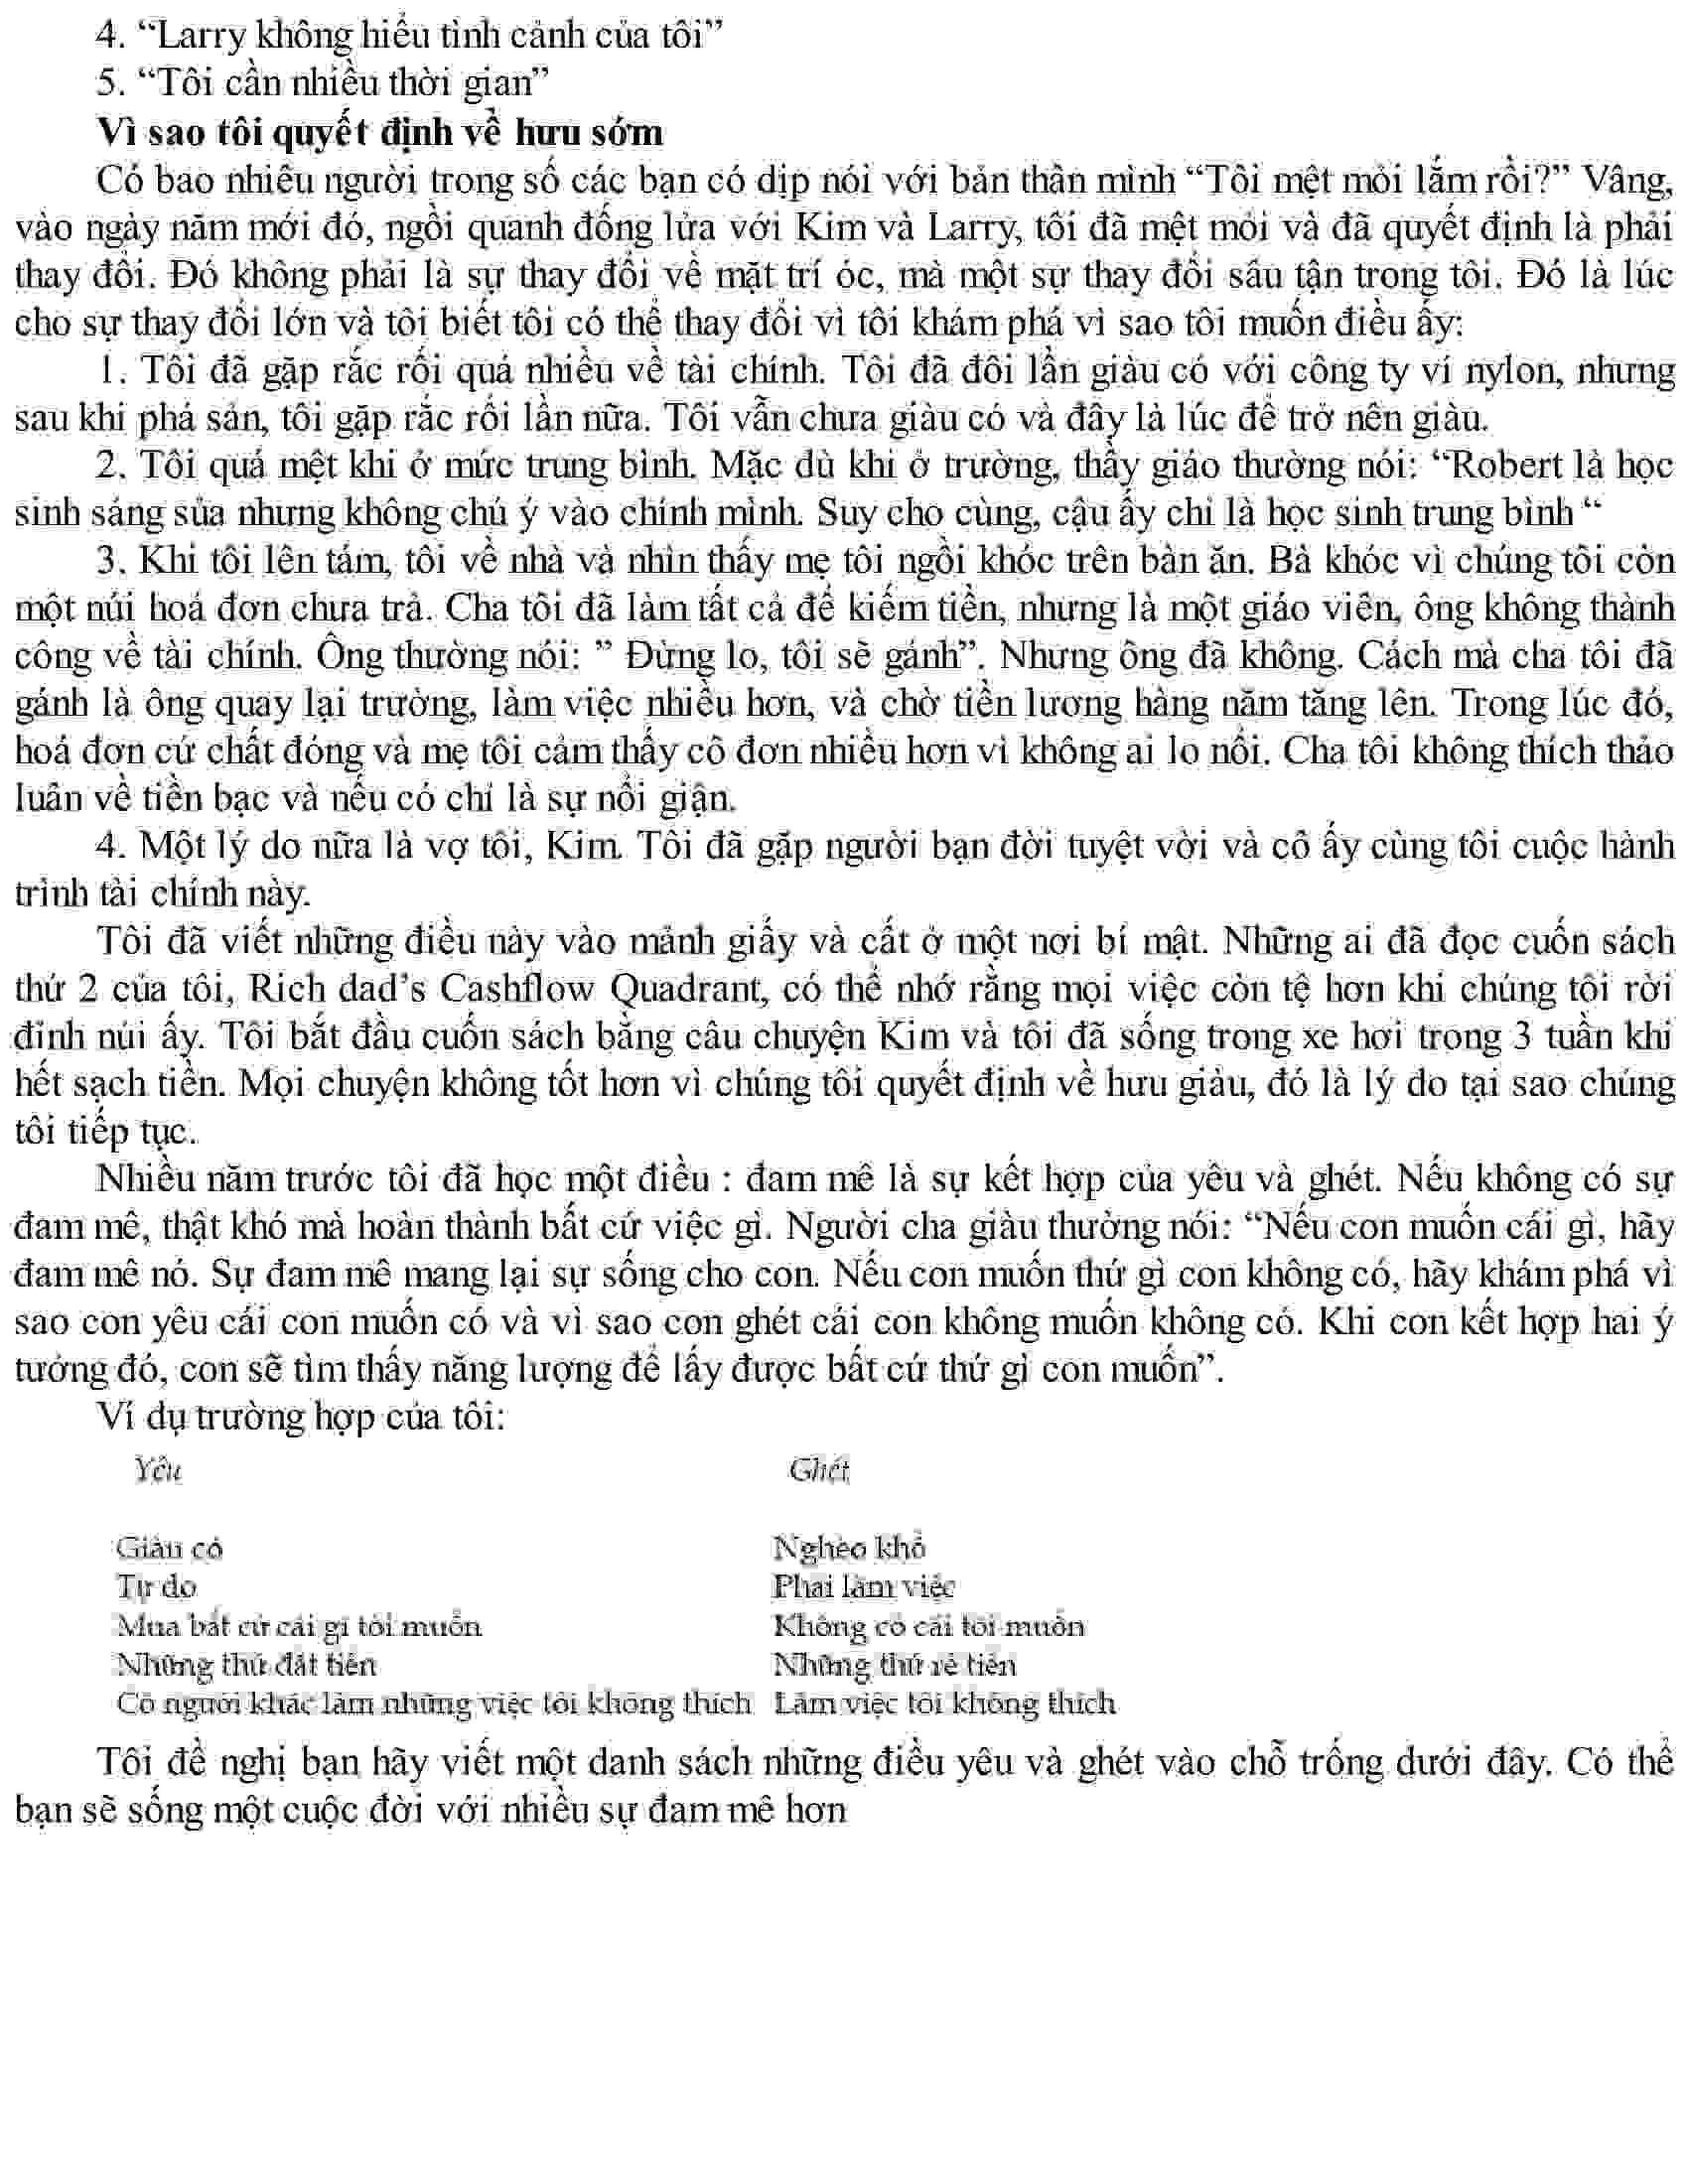 4. “Larry không hiểu tình cảnh của tôi”
5. “Tôi cần nhiều thời gian”
Vì sao tôi quyết định về hưu sớm
Có bao nhiêu người trong số các bạn có dịp nói với bản thân mình “Tôi mệt mỏi lắm rồi?” Vâng,
vào ngày năm mới đó, ngồi quanh đống lửa với Kim và Larry, tôi đã mệt mỏi và đã quyết định là phải
thay đổi. Đó không phải là sự thay đổi về mặt trí óc, mà một sự thay đổi sâu tận trong tôi. Đó là lúc
cho sự thay đổi lớn và tôi biết tôi có thể thay đổi vì tôi khám phá vì sao tôi muốn điều ấy:
1. Tôi đã gặp rắc rối quá nhiều về tài chính. Tôi đã đôi lần giàu có với công ty ví nylon, nhưng
sau khi phá sản, tôi gặp rắc rối lần nữa. Tôi vẫn chưa giàu có và đây là lúc để trở nên giàu.
2. Tôi quá mệt khi ở mức trung bình. Mặc dù khi ở trường, thầy giáo thường nói: “Robert là học
sinh sáng sủa nhưng không chú ý vào chính mình. Suy cho cùng, cậu ấy chỉ là học sinh trung bình “
3. Khi tôi lên tám, tôi về nhà và nhìn thấy mẹ tôi ngồi khóc trên bàn ăn. Bà khóc vì chúng tôi còn
một núi hoá đơn chưa trả. Cha tôi đã làm tất cả để kiếm tiền, nhưng là một giáo viên, ông không thành
công về tài chính. Ông thường nói: ” Đừng lo, tôi sẽ gánh”. Nhưng ông đã không. Cách mà cha tôi đã
gánh là ông quay lại trường, làm việc nhiều hơn, và chờ tiền lương hàng năm tăng lên. Trong lúc đó,
hoá đơn cứ chất đóng và mẹ tôi cảm thấy cô đơn nhiều hơn vì không ai lo nổi. Cha tôi không thích thảo
luân về tiền bạc và nếu có chỉ là sự nổi giận.
4. Một lý do nữa là vợ tôi, Kim. Tôi đã gặp người bạn đời tuyệt vời và cô ấy cùng tôi cuộc hành
trình tài chính này.
Tôi đã viết những điều này vào mảnh giấy và cất ở một nơi bí mật. Những ai đã đọc cuốn sách
thứ 2 của tôi, Rich dad’s Cashflow Quadrant, có thể nhớ rằng mọi việc còn tệ hơn khi chúng tôi rời
đỉnh núi ấy. Tôi bắt đầu cuốn sách bằng câu chuyện Kim và tôi đã sống trong xe hơi trong 3 tuần khi
hết sạch tiền. Mọi chuyện không tốt hơn vì chúng tôi quyết định về hưu giàu, đó là lý do tại sao chúng
tôi tiếp tục.
Nhiều năm trước tôi đã học một điều : đam mê là sự kết hợp của yêu và ghét. Nếu không có sự
đam mê, thật khó mà hoàn thành bất cứ việc gì. Người cha giàu thường nói: “Nếu con muốn cái gì, hãy
đam mê nó. Sự đam mê mang lại sự sống cho con. Nếu con muốn thứ gì con không có, hãy khám phá vì
sao con yêu cái con muốn có và vì sao con ghét cái con không muốn không có. Khi con kết hợp hai ý
tưởng đó, con sẽ tìm thấy năng lượng để lấy được bất cứ thứ gì con muốn”.
Ví dụ trường hợp của tôi:
Yêu Ghét
Giàu có Nghèo khổ
Tự do Phải làm việc
Mua bất cứ cái gì tôi muốn Không có cái tôi muốn
Những thứ đắt tiền Những thứ rẻ tiền
Có người khác làm những việc tôi không thích Làm việc tôi không thích
Tôi đề nghị bạn hãy viết một danh sách những điều yêu và ghét vào chỗ trống dưới đây. Có thể
bạn sẽ sống một cuộc đời với nhiều sự đam mê hơn